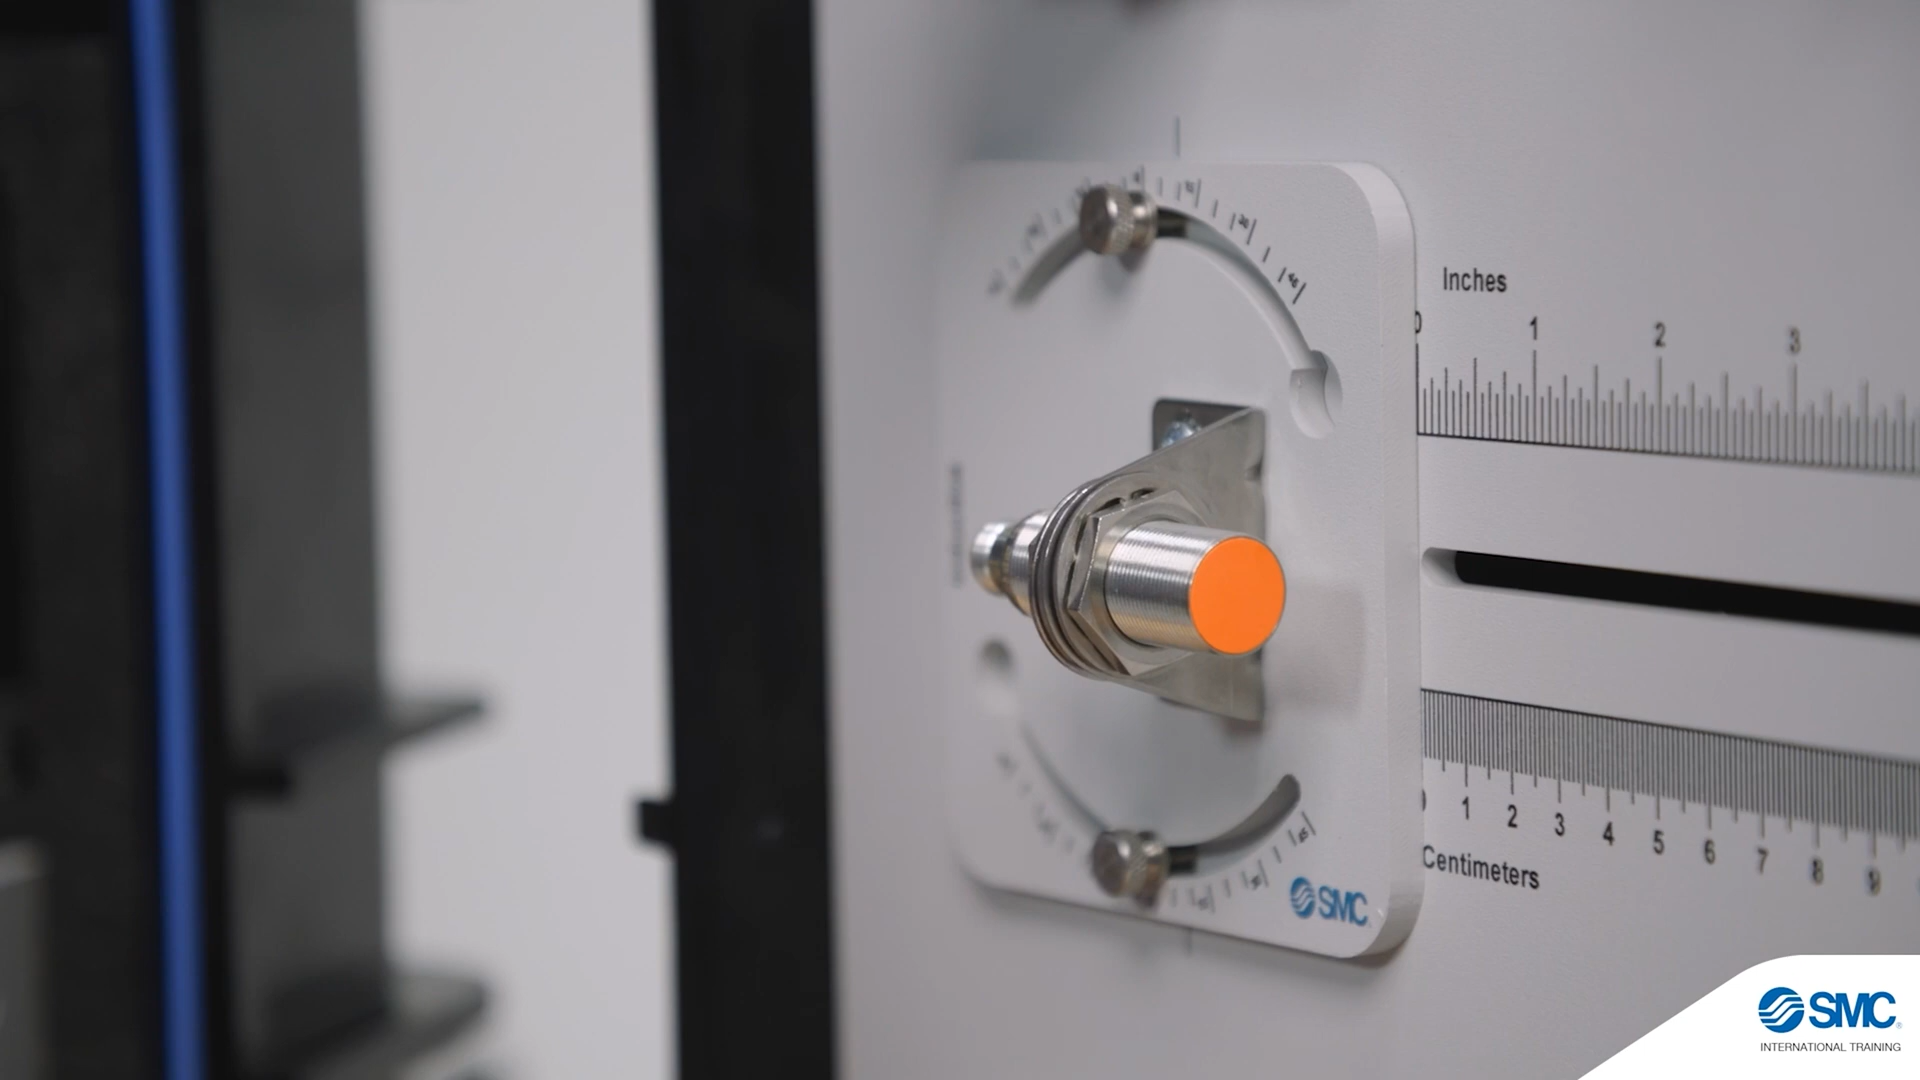 Inches
0 1 2 3
0 1 2 3 4 5 6 7 8 9
Centimeters
SMC
SMC
INTERNATIONAL TRAINING